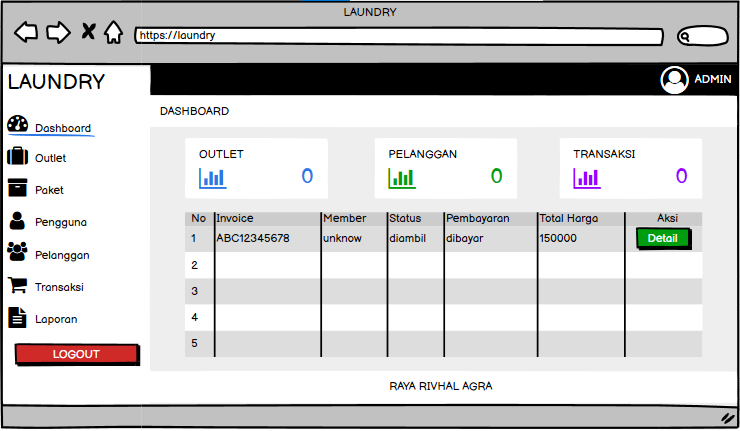 LAUNDRY
https://laundry
LAUNDRY
ADMIN
DASHBOARD
Dashboard
Outlet
Paket
Pengguna
Pelanggan
Transaksi
Laporan
LOGOUT
OUTLET
0
PELANGGAN
0
TRANSAKSI
0
No Invoice Member Status Pembayaran Total Harga Aksi
1 ABC12345678 unknow diambil dibayar 150000 Detail
2
3
4
5
RAYA RIVHAL AGRA